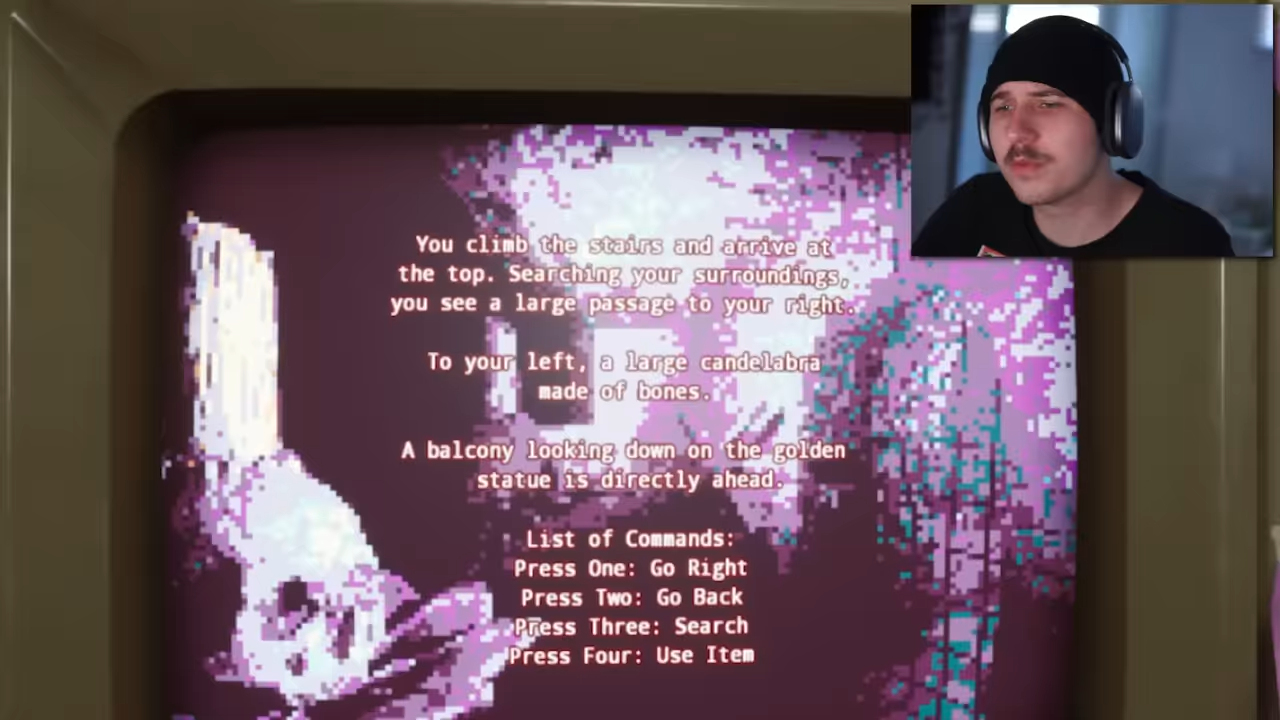 You climb the stairs and arrive at
the top. Searching your surroundings,
you see a large passage to your right.
To your left, a large candelabra
made of bones.
A balcony looking down on the golden
statue is directly ahead.
List of Commands:
Press One: Go Right
Press Two: Go Back
Press Three: Search
Press Four: Use Item